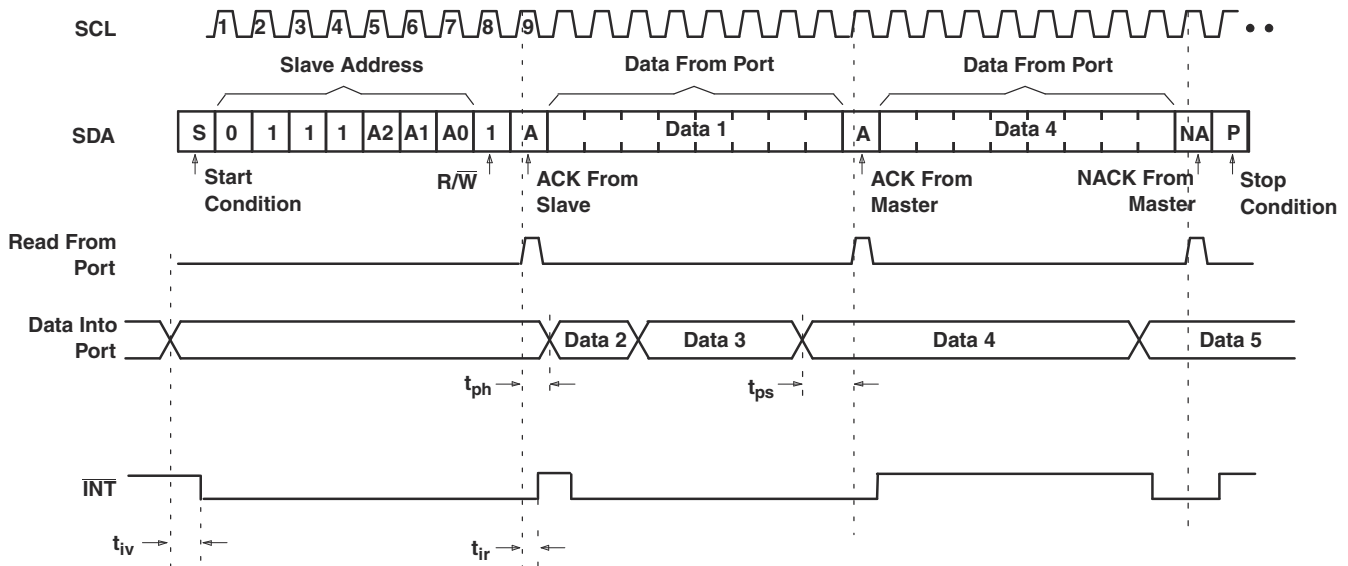 SCL 1 2 3 4 5 6 7 8 9
Slave Address Data From Port Data From Port
SDA S 0 1 1 1 A2 A1 A0 1 A Data 1 A Data 4 NA P
Start Condition
R/W̅
ACK From Slave
ACK From Master
NACK From Master
Stop Condition
Read From Port
Data Into Port
Data 2 Data 3 Data 4 Data 5
tph tps
I̅N̅T̅
tiv tir